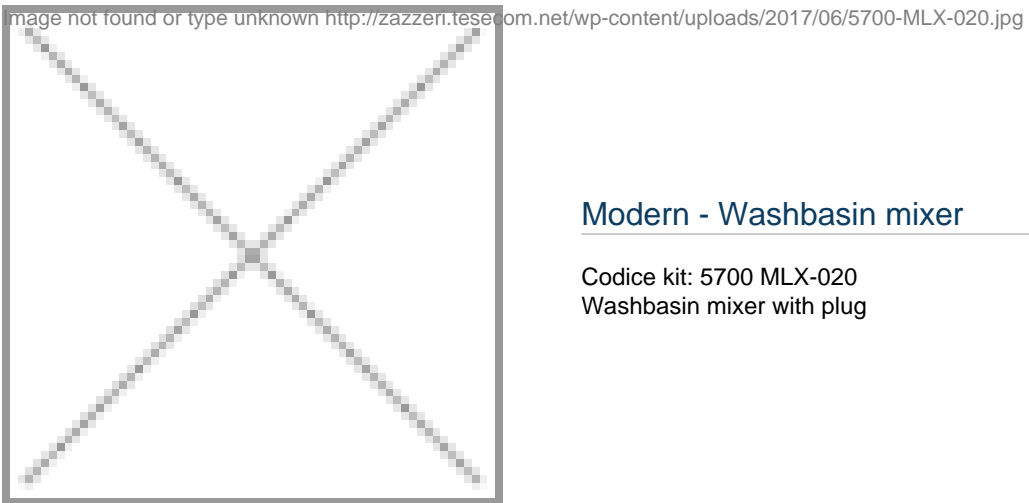 Image not found or type unknown http://zazzeri.tesecom.net/wp-content/uploads/2017/06/5700-MLX-020.jpg
Modern - Washbasin mixer
Codice kit: 5700 MLX-020
Washbasin mixer with plug